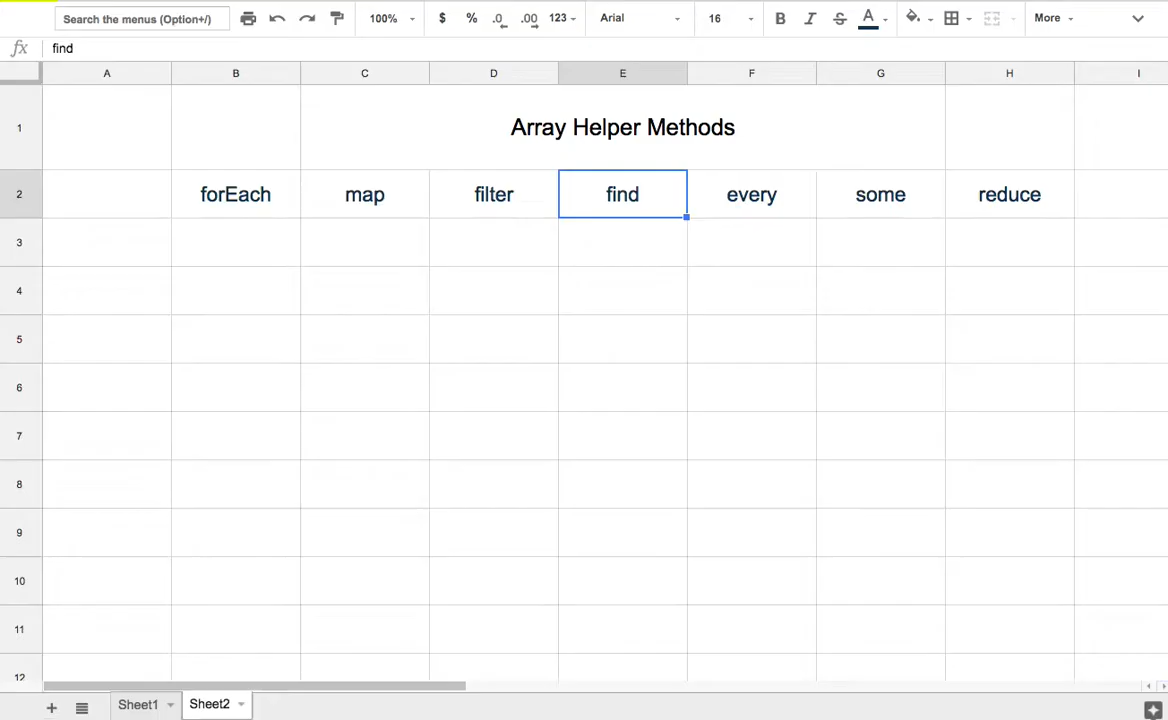 Search the menus (Option+/) 100% $ % .0 .00 123 Arial 16 B I S A More
fx find
A B C D E F G H I
1 Array Helper Methods
2 forEach map filter find every some reduce
3
4
5
6
7
8
9
10
11
12
+ Sheet1 Sheet2